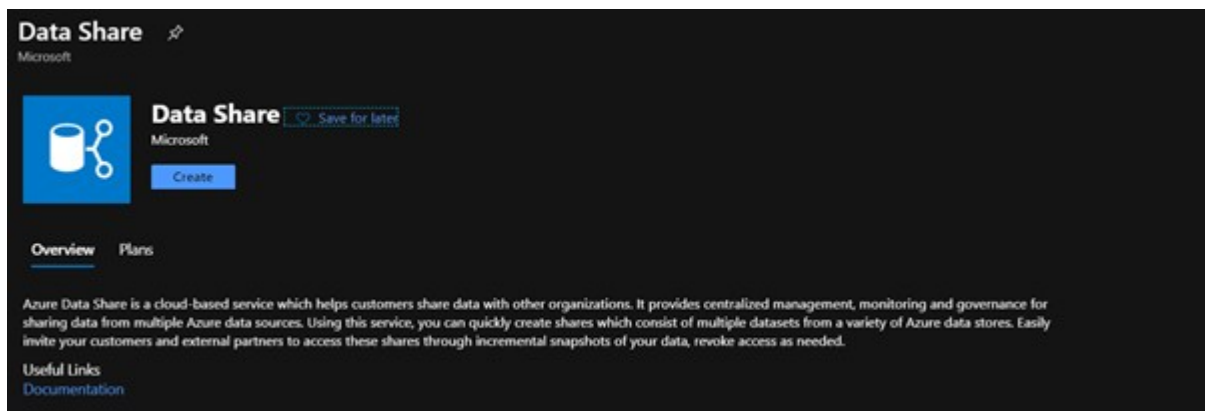 Data Share
Microsoft
Data Share
Save for later
Microsoft
Create
Overview Plans
Azure Data Share is a cloud-based service which helps customers share data with other organizations. It provides centralized management, monitoring and governance for
sharing data from multiple Azure data sources. Using this service, you can quickly create shares which consist of multiple datasets from a variety of Azure data stores. Easily
invite your customers and external partners to access these shares through incremental snapshots of your data, revoke access as needed.
Useful Links
Documentation